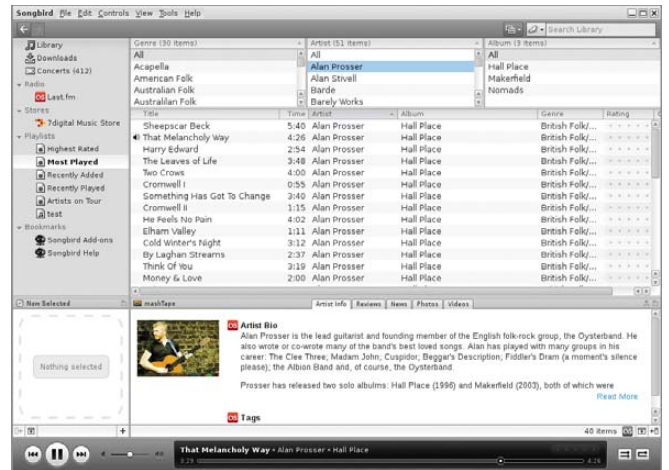 Songbird File Edit Controls View Tools Help
Search Library
Library
Downloads
Concerts (412)
Radio
Last.fm
Stores
7digital Music Store
Playlists
Highest Rated
Most Played
Recently Added
Recently Played
Artists on Tour
test
Bookmarks
Songbird Add-ons
Songbird Help
Genre (30 items)
All
Acapella
American Folk
Australian Folk
Australilan Folk
Artist (51 items)
All
Alan Prosser
Alan Stivell
Barde
Barely Works
Album (3 items)
All
Hall Place
Makerfield
Nomads
Title Time Artist Album Genre Rating
Sheepscar Beck 5:40 Alan Prosser Hall Place British Folk/...
That Melancholy Way 4:26 Alan Prosser Hall Place British Folk/...
Harry Edward 2:54 Alan Prosser Hall Place British Folk/...
The Leaves of Life 3:48 Alan Prosser Hall Place British Folk/...
Two Crows 4:00 Alan Prosser Hall Place British Folk/...
Cromwell I 0:55 Alan Prosser Hall Place British Folk/...
Something Has Got To Change 3:40 Alan Prosser Hall Place British Folk/...
Cromwell II 1:15 Alan Prosser Hall Place British Folk/...
He Feels No Pain 4:02 Alan Prosser Hall Place British Folk/...
Elham Valley 1:11 Alan Prosser Hall Place British Folk/...
Cold Winter's Night 3:12 Alan Prosser Hall Place British Folk/...
By Laghan Streams 2:37 Alan Prosser Hall Place British Folk/...
Think Of You 3:19 Alan Prosser Hall Place British Folk/...
Money & Love 2:00 Alan Prosser Hall Place British Folk/...
Now Selected
Nothing selected
mashTape Artist Info Reviews News Photos Videos
Artist Bio
Alan Prosser is the lead guitarist and founding member of the English folk-rock group, the Oysterband. He
also wrote or co-wrote many of the band's best loved songs. Alan has played with many groups in his
career: The Clee Three; Madam John; Cuspidor; Beggar's Description; Fiddler's Dram (a moment's silence
please); the Albion Band and, of course, the Oysterband.
Prosser has released two solo albulms: Hall Place (1996) and Makerfield (2003), both of which were
Read More
Tags
40 items
That Melancholy Way • Alan Prosser • Hall Place
3:29 4:26